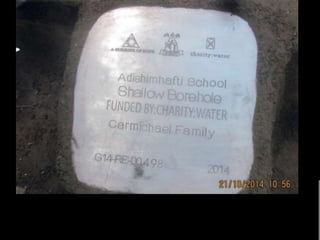 charity: water
Adishimhafti School
Shallow Borehole
FUNDED BY:CHARITY:WATER
Carmichael Family
G14-RE-00498
2014
21/10/2014 10:56